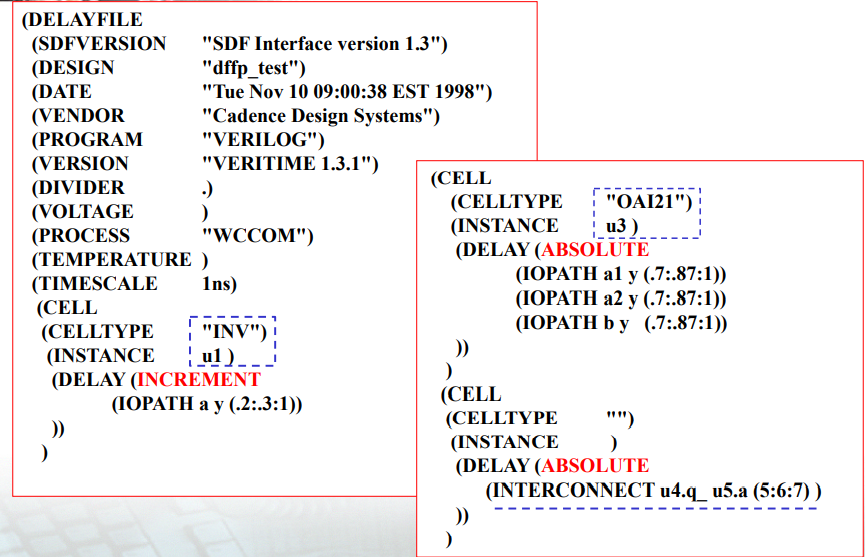 (DELAYFILE
(SDFVERSION "SDF Interface version 1.3")
(DESIGN "dffp_test")
(DATE "Tue Nov 10 09:00:38 EST 1998")
(VENDOR "Cadence Design Systems")
(PROGRAM "VERILOG")
(VERSION "VERITIME 1.3.1")
(DIVIDER .)
(VOLTAGE )
(PROCESS "WCCOM")
(TEMPERATURE )
(TIMESCALE 1ns)
(CELL
(CELLTYPE "INV")
(INSTANCE u1 )
(DELAY (INCREMENT
(IOPATH a y (.2:.3:1))
))
)
(CELL
(CELLTYPE "OAI21")
(INSTANCE u3 )
(DELAY (ABSOLUTE
(IOPATH a1 y (.7:.87:1))
(IOPATH a2 y (.7:.87:1))
(IOPATH b y (.7:.87:1))
))
)
(CELL
(CELLTYPE "")
(INSTANCE )
(DELAY (ABSOLUTE
(INTERCONNECT u4.q_ u5.a (5:6:7) )
))
)